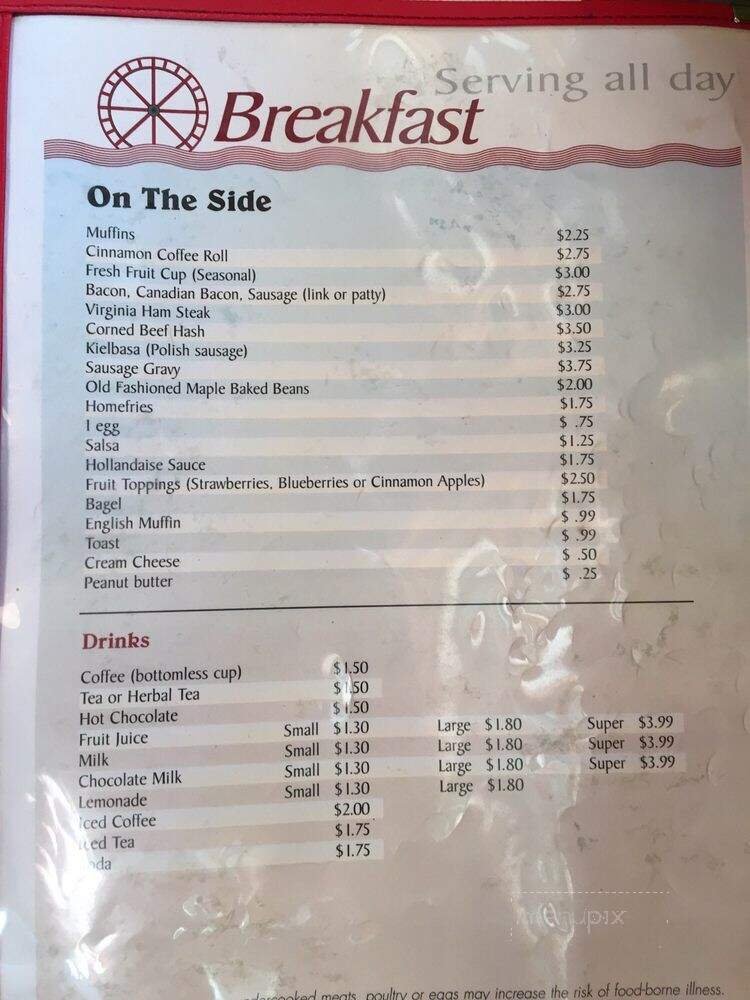 Serving all day
Breakfast
On The Side
Muffins $2.25
Cinnamon Coffee Roll $2.75
Fresh Fruit Cup (Seasonal) $3.00
Bacon, Canadian Bacon, Sausage (link or patty) $2.75
Virginia Ham Steak $3.00
Corned Beef Hash $3.50
Kielbasa (Polish sausage) $3.25
Sausage Gravy $3.75
Old Fashioned Maple Baked Beans $2.00
Homefries $1.75
1 egg $ .75
Salsa $1.25
Hollandaise Sauce $1.75
Fruit Toppings (Strawberries, Blueberries or Cinnamon Apples) $2.50
Bagel $1.75
English Muffin $ .99
Toast $ .99
Cream Cheese $ .50
Peanut butter $ .25
Drinks
Coffee (bottomless cup) $1.50
Tea or Herbal Tea $1.50
Hot Chocolate $1.50
Fruit Juice Small $1.30 Large $1.80 Super $3.99
Milk Small $1.30 Large $1.80 Super $3.99
Chocolate Milk Small $1.30 Large $1.80 Super $3.99
Lemonade Small $1.30 Large $1.80
Iced Coffee $2.00
Iced Tea $1.75
Soda $1.75
menupix
meats, poultry or eggs may increase the risk of food-borne illness.